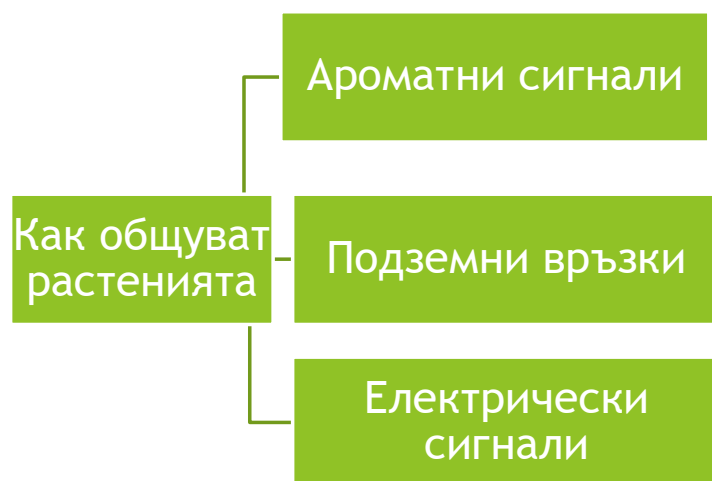 Ароматни сигнали
Как общуват
растенията
Подземни връзки
Електрически
сигнали